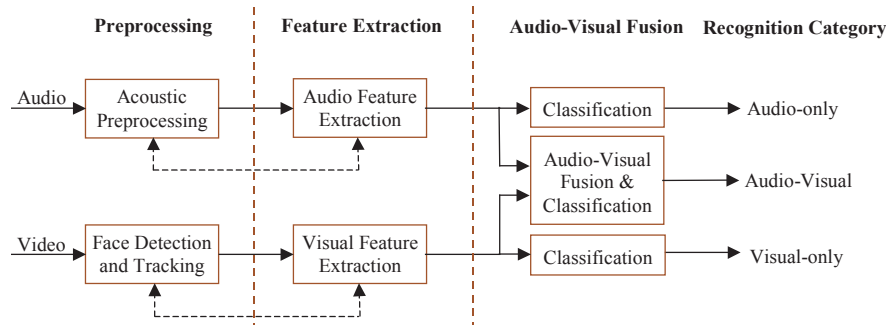 Preprocessing Feature Extraction Audio-Visual Fusion Recognition Category
Audio
Acoustic
Preprocessing
Audio Feature
Extraction
Classification
Audio-only
Audio-Visual
Fusion &
Classification
Audio-Visual
Video
Face Detection
and Tracking
Visual Feature
Extraction
Classification
Visual-only